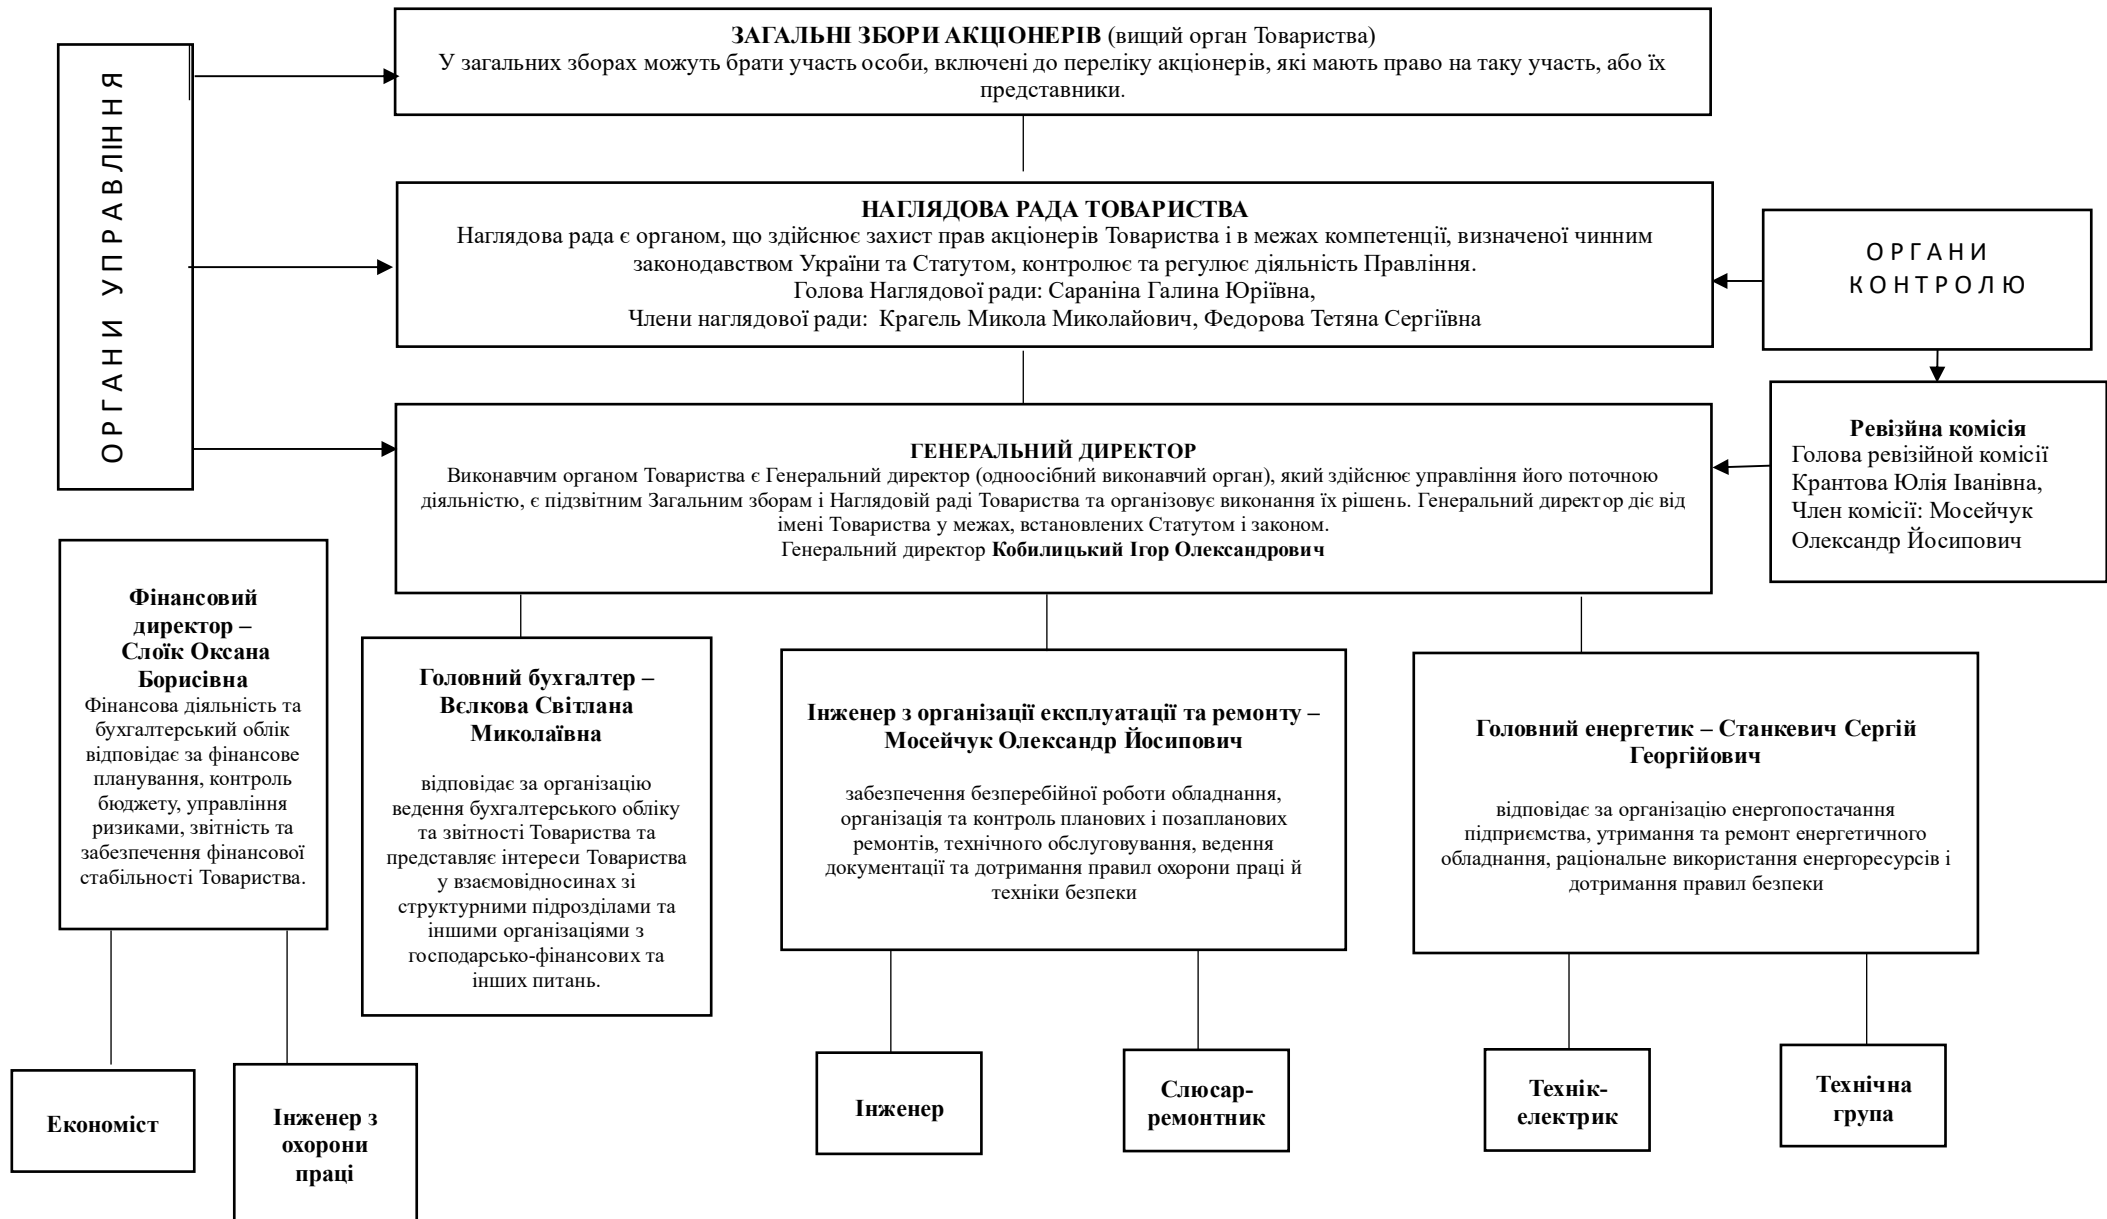 ОРГАНИ УПРАВЛІННЯ
ЗАГАЛЬНІ ЗБОРИ АКЦІОНЕРІВ (вищий орган Товариства)
У загальних зборах можуть брати участь особи, включені до переліку акціонерів, які мають право на таку участь, або їх
представники.
НАГЛЯДОВА РАДА ТОВАРИСТВА
Наглядова рада є органом, що здійснює захист прав акціонерів Товариства і в межах компетенції, визначеної чинним
законодавством України та Статутом, контролює та регулює діяльність Правління.
Голова Наглядової ради: Сараніна Галина Юріївна,
Члени наглядової ради: Крагель Микола Миколайович, Федорова Тетяна Сергіївна
ОРГАНИ
КОНТРОЛЮ
ГЕНЕРАЛЬНИЙ ДИРЕКТОР
Виконавчим органом Товариства є Генеральний директор (одноосібний виконавчий орган), який здійснює управління його поточною
діяльністю, є підзвітним Загальним зборам і Наглядовій раді Товариства та організовує виконання їх рішень. Генеральний директор діє від
імені Товариства у межах, встановлених Статутом і законом.
Генеральний директор Кобилицький Ігор Олександрович
Ревізійна комісія
Голова ревізійної комісії
Крантова Юлія Іванівна,
Член комісії: Мосейчук
Олександр Йосипович
Фінансовий
директор –
Слоїк Оксана
Борисівна
Фінансова діяльність та
бухгалтерський облік
відповідає за фінансове
планування, контроль
бюджету, управління
ризиками, звітність та
забезпечення фінансової
стабільності Товариства.
Головний бухгалтер –
Вєлкова Світлана
Миколаївна
відповідає за організацію
ведення бухгалтерського обліку
та звітності Товариства та
представляє інтереси Товариства
у взаємовідносинах зі
структурними підрозділами та
іншими організаціями з
господарсько-фінансових та
інших питань.
Інженер з організації експлуатації та ремонту –
Мосейчук Олександр Йосипович
забезпечення безперебійної роботи обладнання,
організація та контроль планових і позапланових
ремонтів, технічного обслуговування, ведення
документації та дотримання правил охорони праці й
техніки безпеки
Головний енергетик – Станкевич Сергій
Георгійович
відповідає за організацію енергопостачання
підприємства, утримання та ремонт енергетичного
обладнання, раціональне використання енергоресурсів і
дотримання правил безпеки
Економіст
Інженер з
охорони
праці
Інженер
Слюсар-
ремонтник
Технік-
електрик
Технічна
група